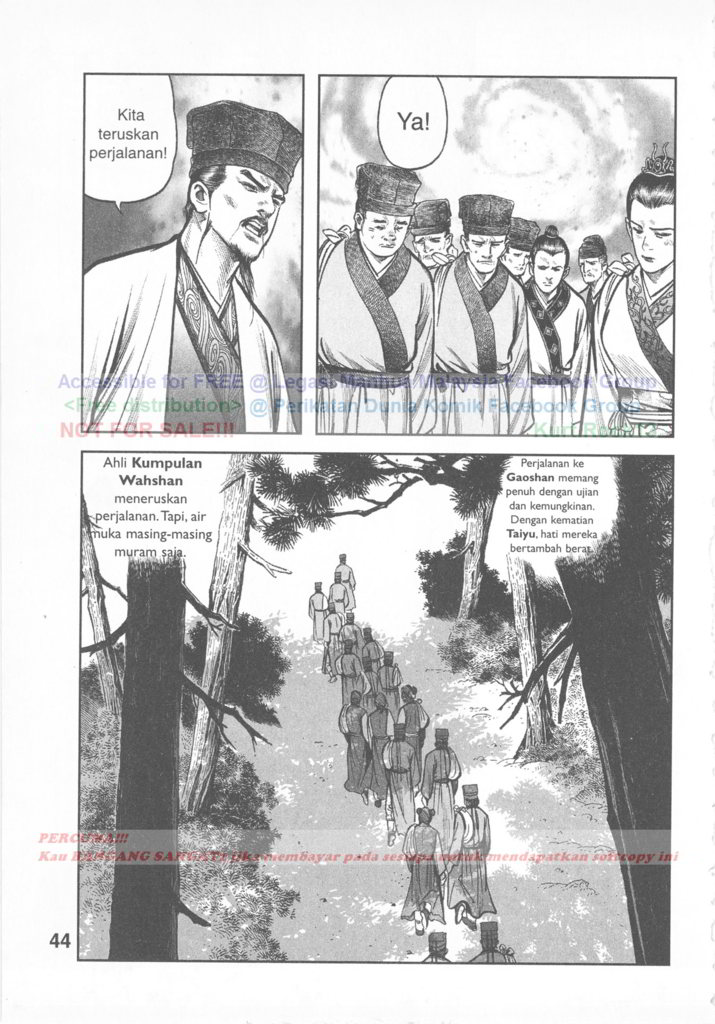 Kita
teruskan
perjalanan!
Ya!
Accessible for FREE @ Legasi Manhua Malaysia Facebook Group
<Free distribution> @ Perikatan Dunia Komik Facebook Group
NOT FOR SALE!!!
Ahli Kumpulan
Wahshan
meneruskan
perjalanan. Tapi, air
muka masing-masing
muram saja.
Perjalanan ke
Gaoshan memang
penuh dengan ujian
dan kemungkinan.
Dengan kematian
Taiyu, hati mereka
bertambah berat.
PERCUMA!!!
Kau BANGANG SANGAT! jika membayar pada sesiapa untuk mendapatkan softcopy ini
44